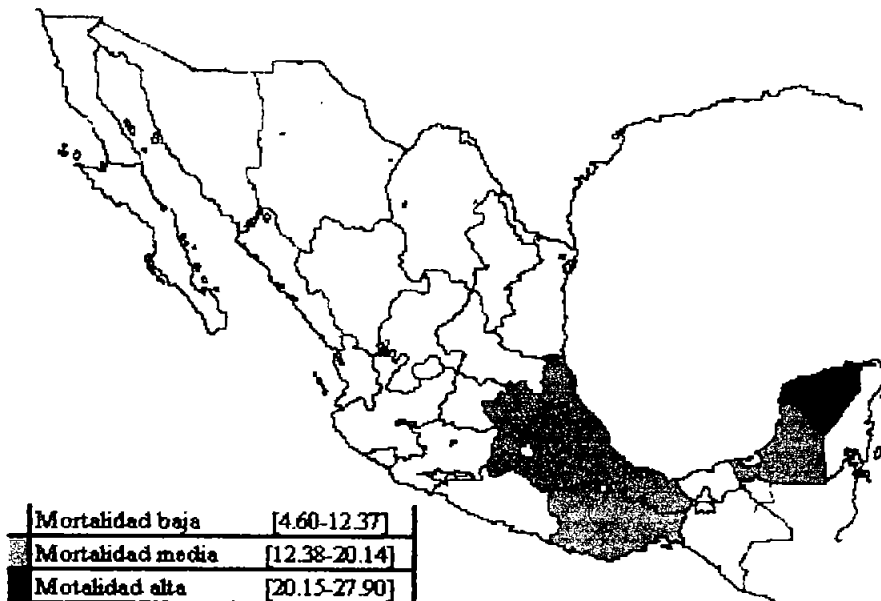 Mortalidad baja [4.60-12.37]
Mortalidad media [12.38-20.14]
Motalidad alta [20.15-27.90]